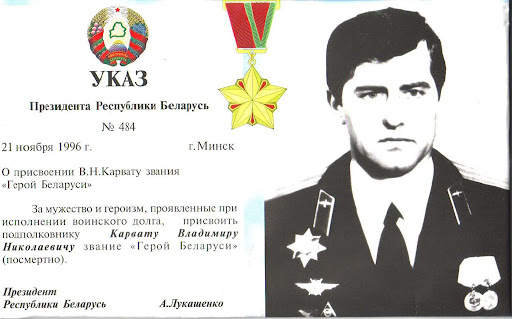 УКАЗ
Президента Республики Беларусь
№ 484
21 ноября 1996 г. г.Минск
О присвоении В.Н.Карвату звания
«Герой Беларуси»
За мужество и героизм, проявленные при
исполнении воинского долга, присвоить
подполковнику Карвату Владимиру
Николаевичу звание «Герой Беларуси»
(посмертно).
Президент
Республики Беларусь А.Лукашенко